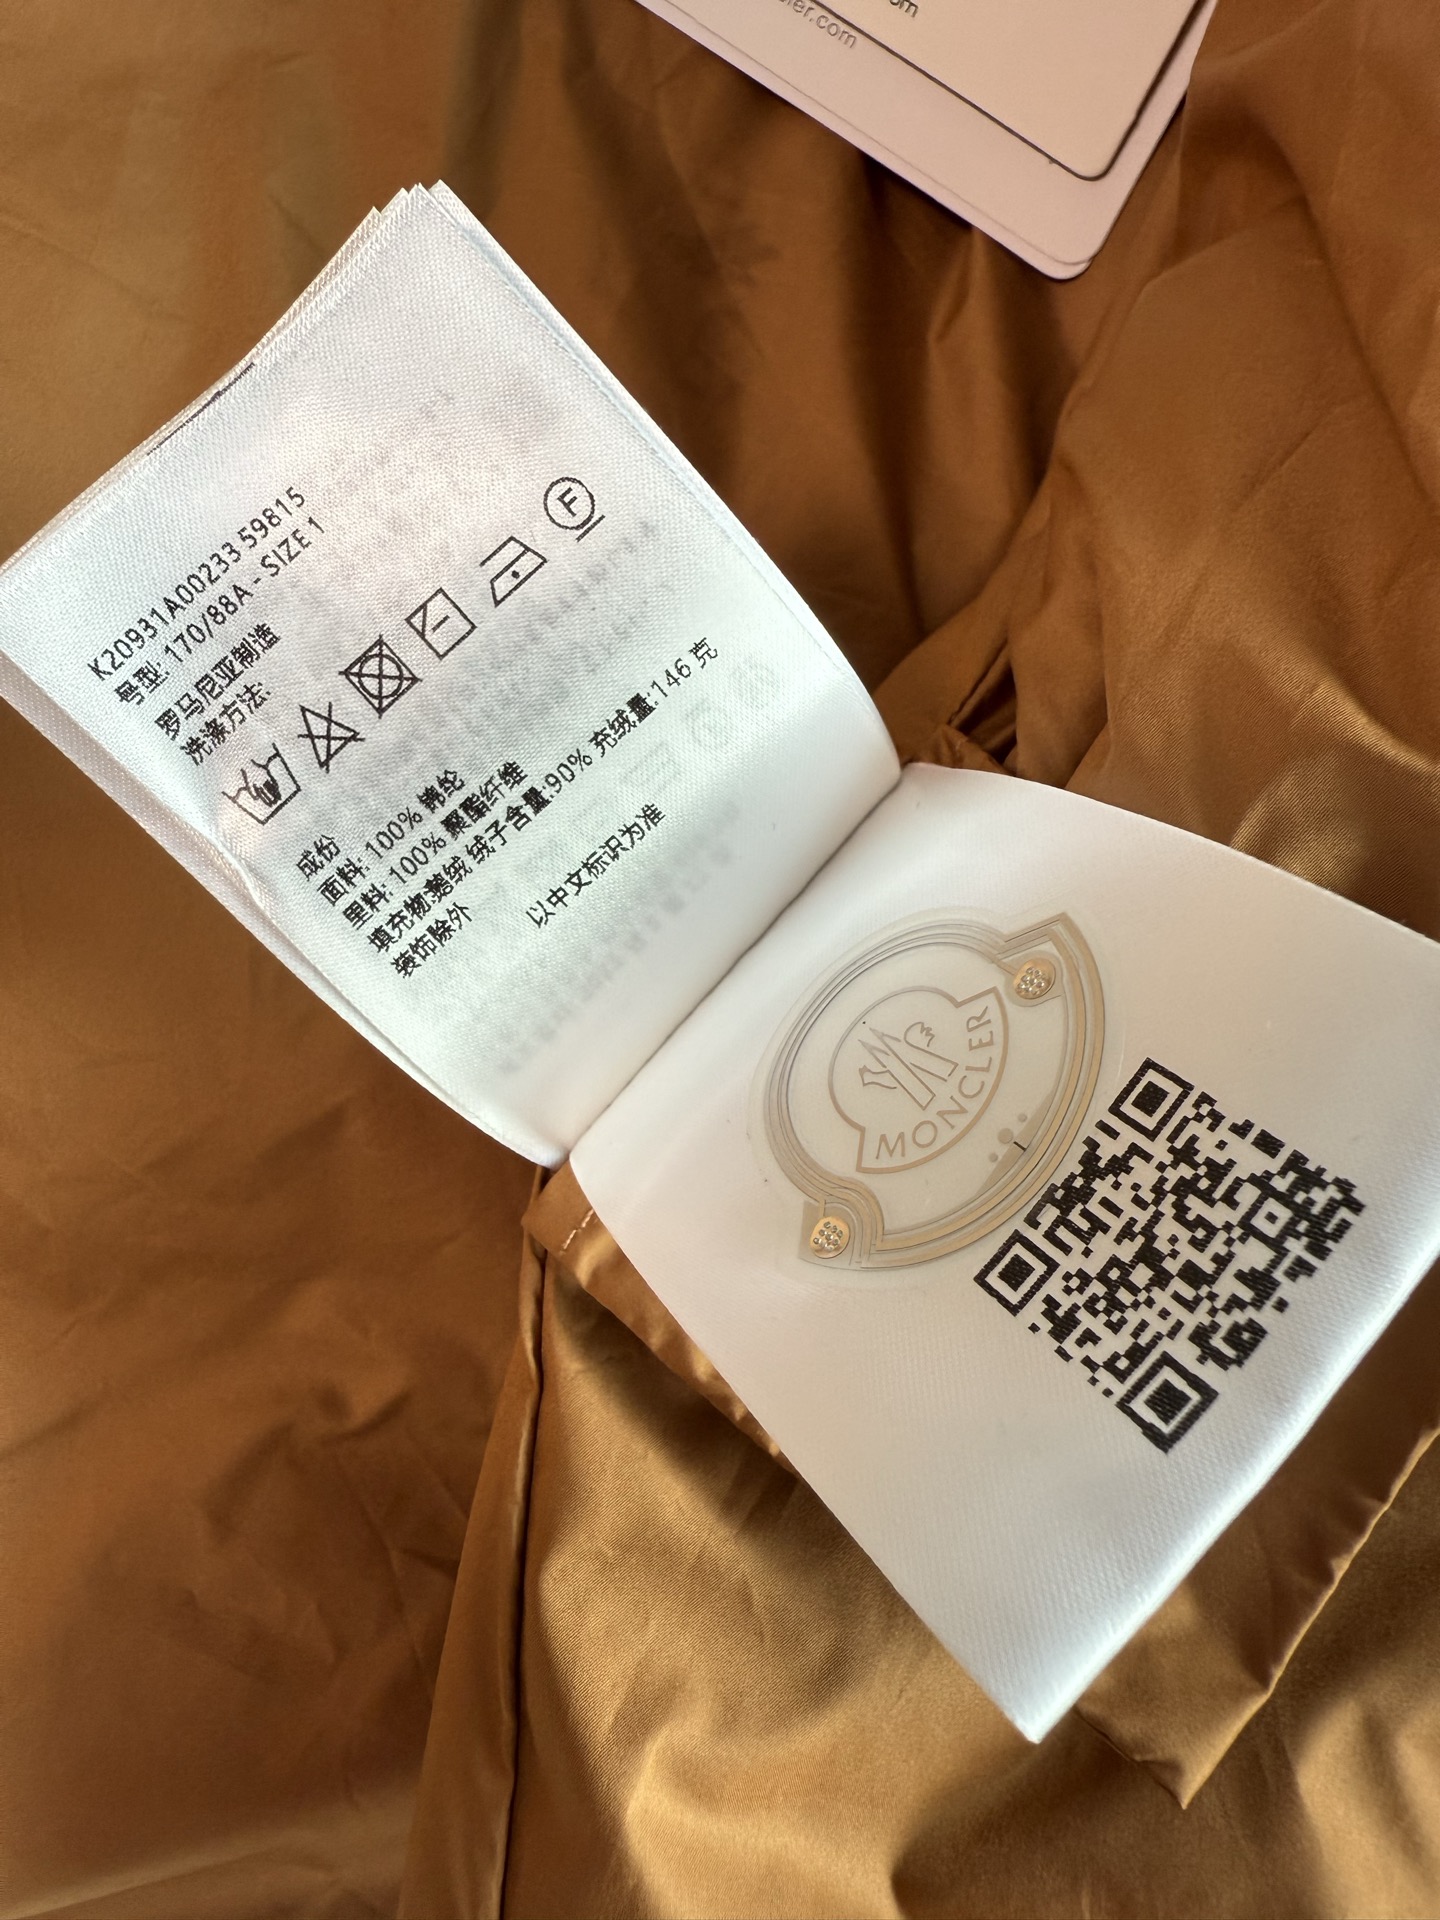 om
ler.com
K20931A00233 59815
号型: 170/88A - SIZE 1
罗马尼亚制造
洗涤方法:
F
成份
面料: 100% 锦纶
里料: 100% 聚酯纤维
填充物:鹅绒 绒子含量:90% 充绒量:146 克
装饰除外
以中文标识为准
MONCLER